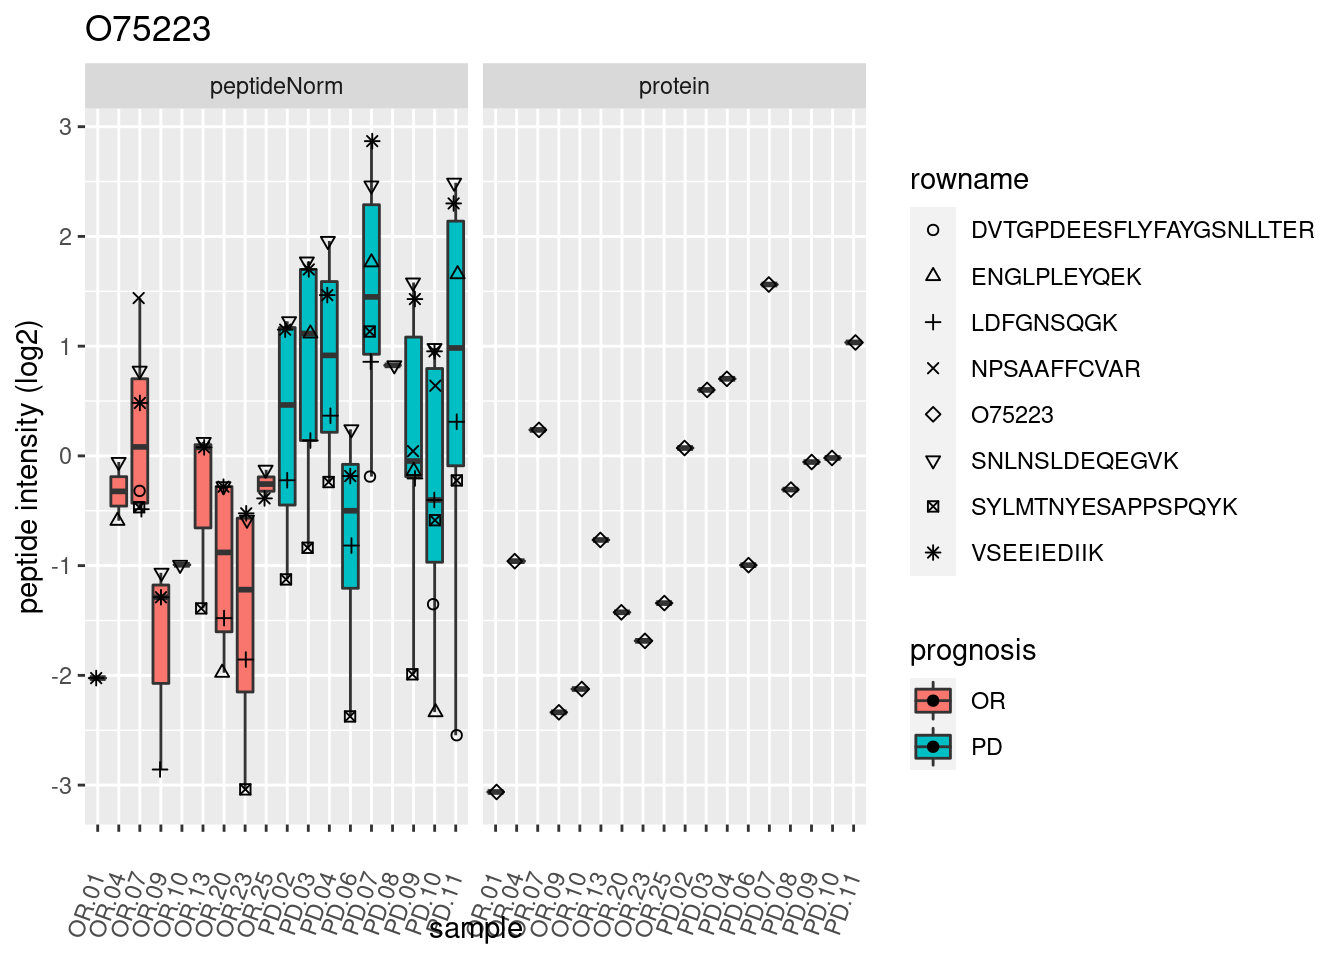 O75223
peptideNorm
protein
peptide intensity (log2)
3
2
1
0
-1
-2
-3
OR.01
OR.04
OR.07
OR.09
OR.10
OR.13
OR.20
OR.23
OR.25
PD.02
PD.03
PD.04
PD.06
PD.07
PD.08
PD.09
PD.10
PD.11
OR.01
OR.04
OR.07
OR.09
OR.10
OR.13
OR.20
OR.23
OR.25
PD.02
PD.03
PD.04
PD.06
PD.07
PD.08
PD.09
PD.10
PD.11
sample
rowname
DVTGPDEESFLYFAYGSNLLTER
ENGLPLEYQEK
LDFGNSQGK
NPSAAFFCVAR
O75223
SNLNSLDEQEGVK
SYLMTNYESAPPSPQYK
VSEEIEDIIK
prognosis
OR
PD